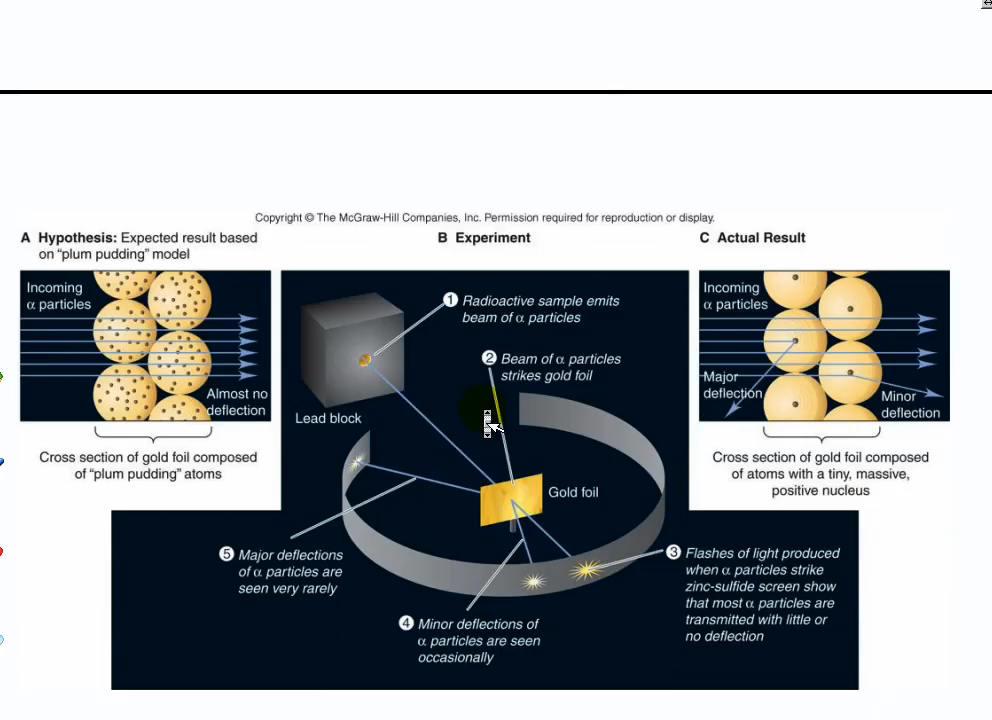 Copyright © The McGraw-Hill Companies, Inc. Permission required for reproduction or display.
A Hypothesis: Expected result based
on "plum pudding" model
B Experiment
C Actual Result
Incoming
α particles
Almost no
deflection
Cross section of gold foil composed
of "plum pudding" atoms
1 Radioactive sample emits
beam of α particles
2 Beam of α particles
strikes gold foil
Lead block
Gold foil
5 Major deflections
of α particles are
seen very rarely
4 Minor deflections of
α particles are seen
occasionally
3 Flashes of light produced
when α particles strike
zinc-sulfide screen show
that most α particles are
transmitted with little or
no deflection
Incoming
α particles
Major
deflection
Minor
deflection
Cross section of gold foil composed
of atoms with a tiny, massive,
positive nucleus